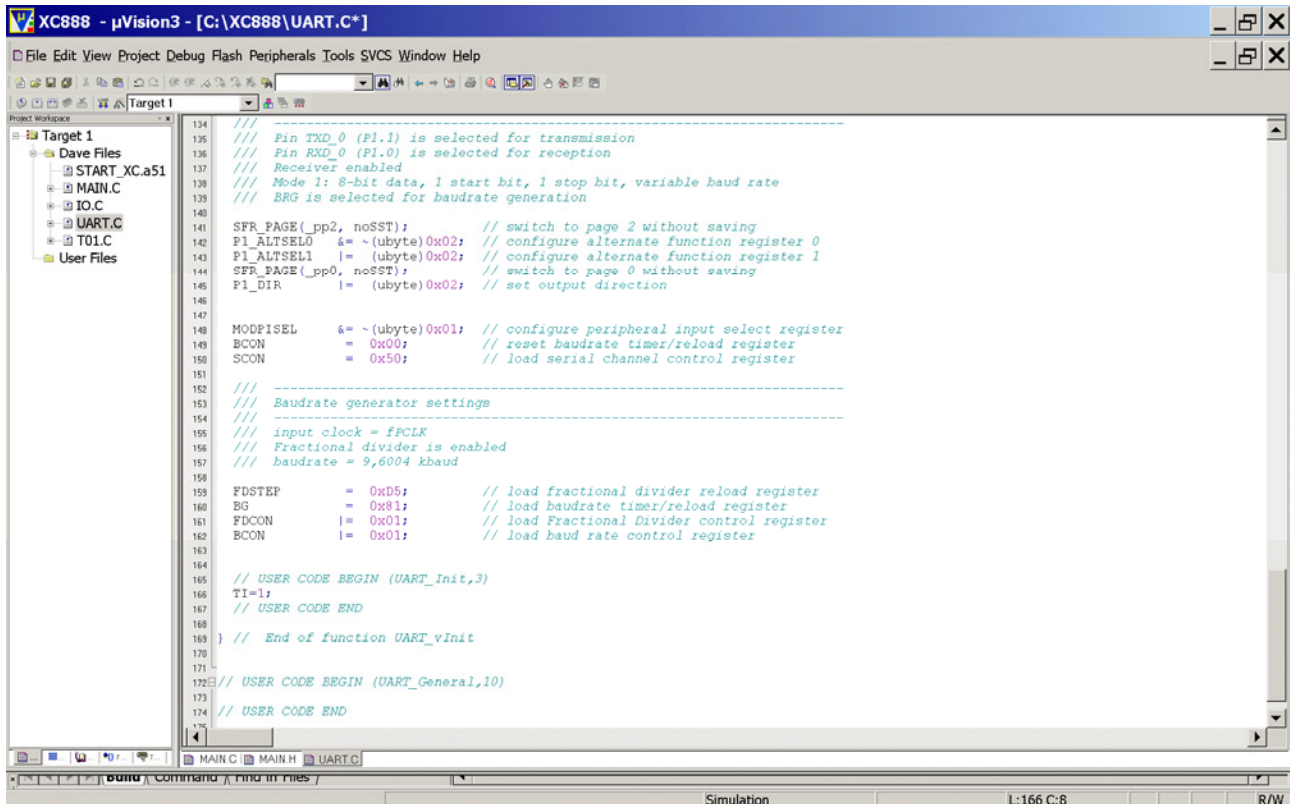 XC888 - µVision3 - [C:\XC888\UART.C*]
File Edit View Project Debug Flash Peripherals Tools SVCS Window Help
Target 1
Project Workspace
Target 1
Dave Files
START_XC.a51
MAIN.C
IO.C
UART.C
T01.C
User Files
134 /// -----------------------------------------------------------------------
135 /// Pin TXD_0 (P1.1) is selected for transmission
136 /// Pin RXD_0 (P1.0) is selected for reception
137 /// Receiver enabled
138 /// Mode 1: 8-bit data, 1 start bit, 1 stop bit, variable baud rate
139 /// BRG is selected for baudrate generation
140
141 SFR_PAGE(_pp2, noSST); // switch to page 2 without saving
142 P1_ALTSEL0 &= ~(ubyte)0x02; // configure alternate function register 0
143 P1_ALTSEL1 |= (ubyte)0x02; // configure alternate function register 1
144 SFR_PAGE(_pp0, noSST); // switch to page 0 without saving
145 P1_DIR |= (ubyte)0x02; // set output direction
146
147
148 MODPISEL &= ~(ubyte)0x01; // configure peripheral input select register
149 BCON = 0x00; // reset baudrate timer/reload register
150 SCON = 0x50; // load serial channel control register
151
152 /// -----------------------------------------------------------------------
153 /// Baudrate generator settings
154 /// -----------------------------------------------------------------------
155 /// input clock = fPCLK
156 /// Fractional divider is enabled
157 /// baudrate = 9,6004 kbaud
158
159 FDSTEP = 0xD5; // load fractional divider reload register
160 BG = 0x81; // load baudrate timer/reload register
161 FDCON |= 0x01; // load Fractional Divider control register
162 BCON |= 0x01; // load baud rate control register
163
164
165 // USER CODE BEGIN (UART_Init,3)
166 TI=1;
167 // USER CODE END
168
169 } // End of function UART_vInit
170
171
172 // USER CODE BEGIN (UART_General,10)
173
174 // USER CODE END
175
MAIN.C MAIN.H UART.C
Build Command Find in Files
Simulation L:166 C:8 R/W